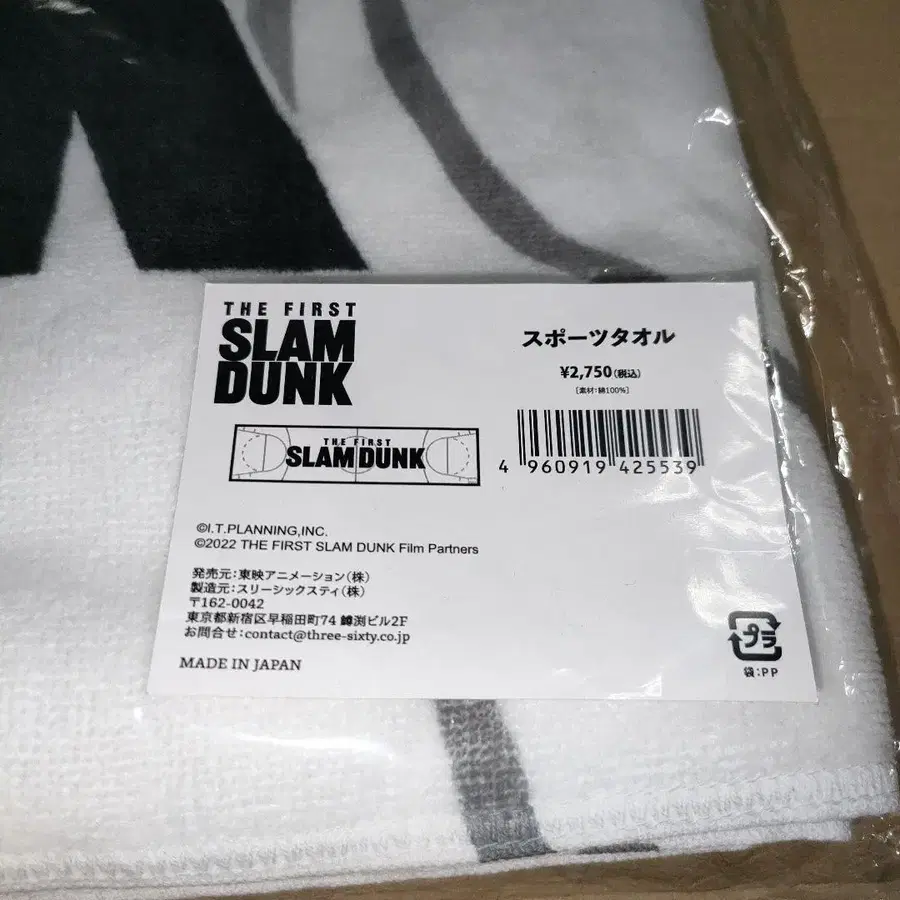 THE FIRST
SLAM
DUNK
スポーツタオル
¥2,750(税込)
[素材:綿100%]
THE FIRST
SLAM DUNK
4 960919 425539
©I.T.PLANNING,INC.
©2022 THE FIRST SLAM DUNK Film Partners
発売元:東映アニメーション(株)
製造元:スリーシックスティ(株)
〒162-0042
東京都新宿区早稲田町74 鱒渕ビル2F
お問合せ:contact@three-sixty.co.jp
MADE IN JAPAN
プラ
袋:PP